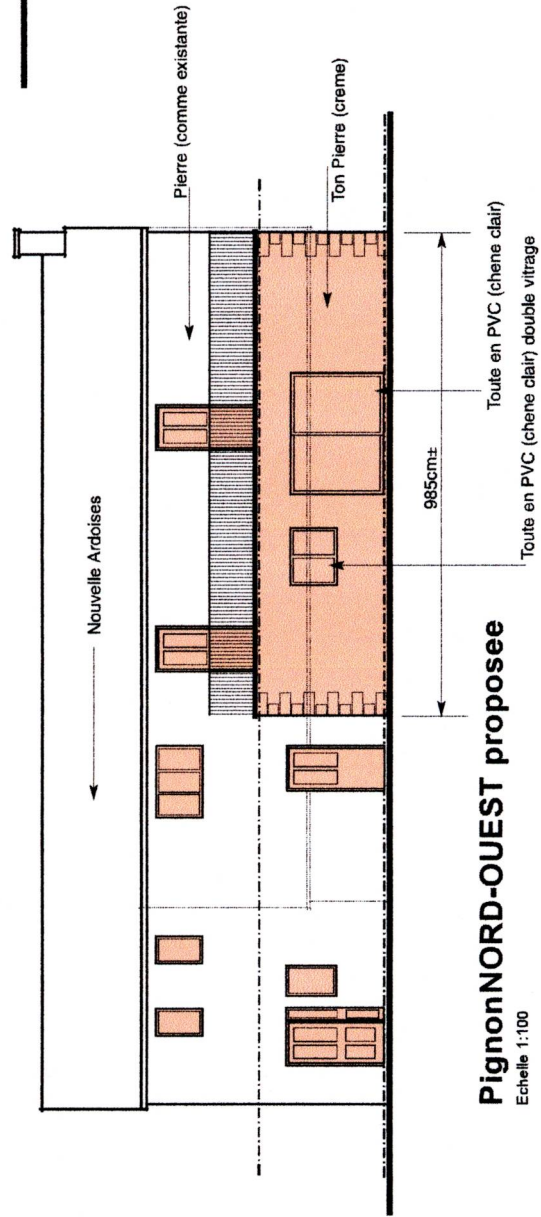 Nouvelle Ardoises
Pierre (comme existante)
Ton Pierre (creme)
985cm±
Toute en PVC (chene clair)
Toute en PVC (chene clair) double vitrage
PignonNORD-OUEST proposee
Echelle 1:100